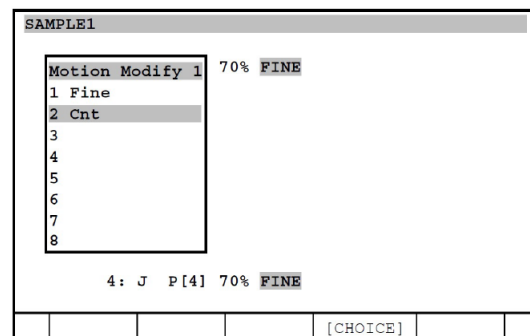 SAMPLE1
Motion Modify 1 70% FINE
1 Fine
2 Cnt
3
4
5
6
7
8
4: J P[4] 70% FINE
[CHOICE]